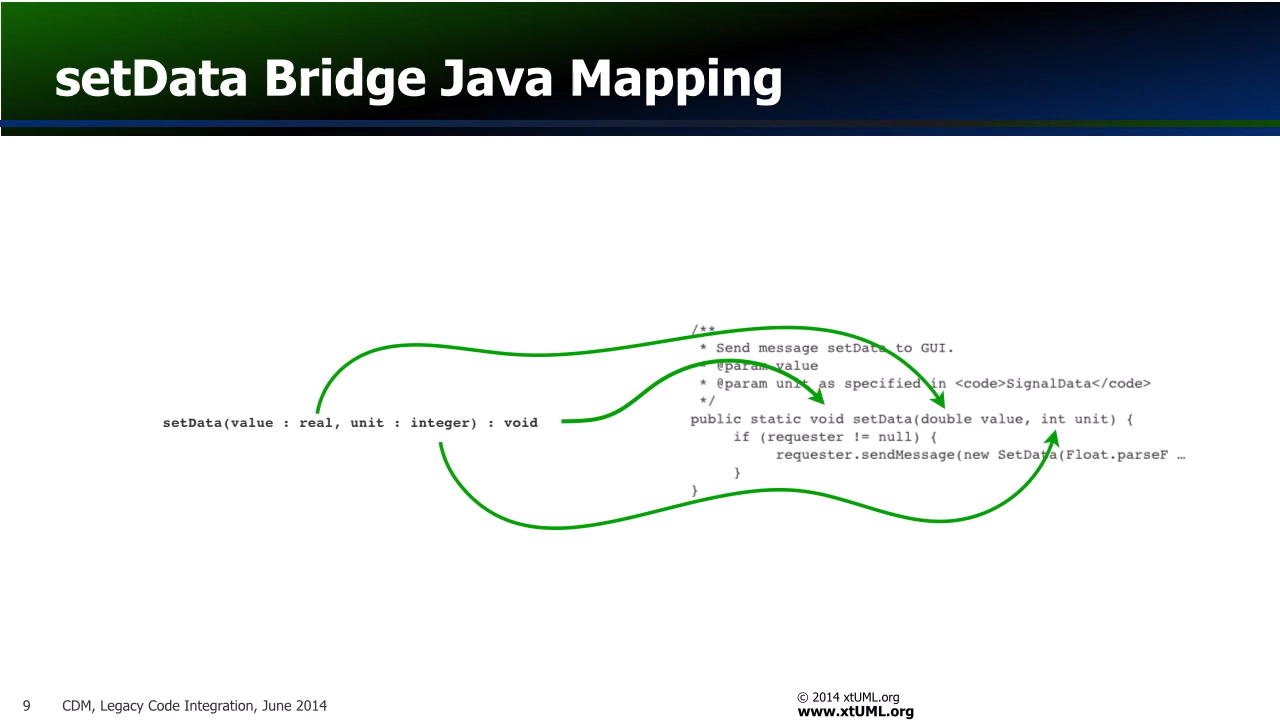 setData Bridge Java Mapping
setData(value : real, unit : integer) : void
/**
* Send message setData to GUI.
* @param value
* @param unit as specified in <code>SignalData</code>
*/
public static void setData(double value, int unit) {
if (requester != null) {
requester.sendMessage(new SetData(Float.parseF …
}
}
9 CDM, Legacy Code Integration, June 2014
© 2014 xtUML.org
www.xtUML.org